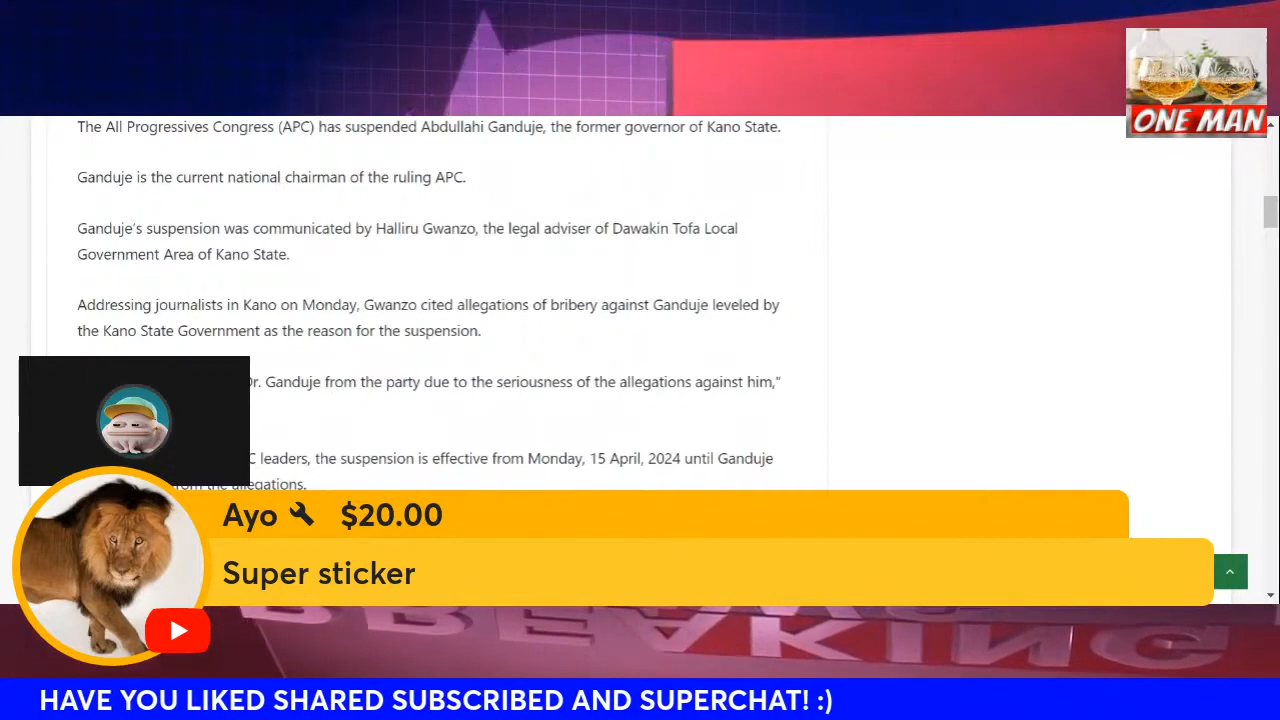 ONE MAN
The All Progressives Congress (APC) has suspended Abdullahi Ganduje, the former governor of Kano State.
Ganduje is the current national chairman of the ruling APC.
Ganduje's suspension was communicated by Halliru Gwanzo, the legal adviser of Dawakin Tofa Local
Government Area of Kano State.
Addressing journalists in Kano on Monday, Gwanzo cited allegations of bribery against Ganduje leveled by
the Kano State Government as the reason for the suspension.
Dr. Ganduje from the party due to the seriousness of the allegations against him,"
leaders, the suspension is effective from Monday, 15 April, 2024 until Ganduje
from the allegations.
Ayo $20.00
Super sticker
BREAKING
HAVE YOU LIKED SHARED SUBSCRIBED AND SUPERCHAT! :)